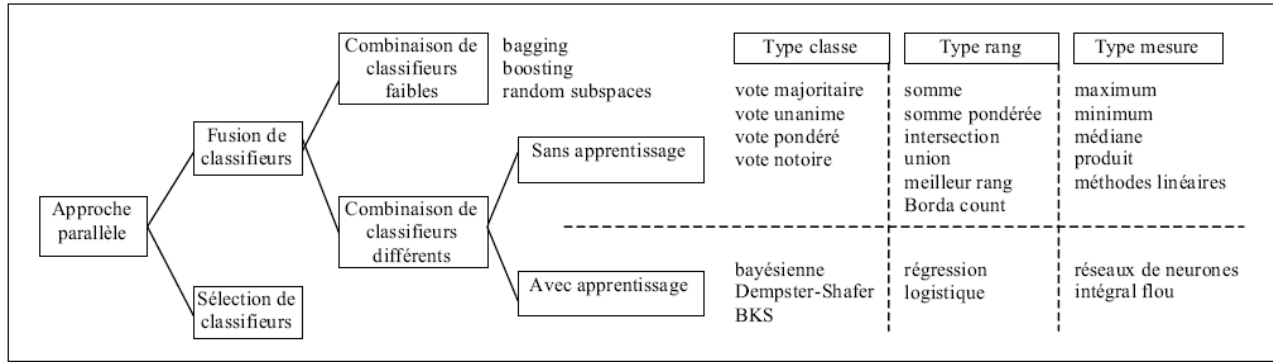 Combinaison de
classifieurs
faibles
bagging
boosting
random subspaces
Type classe
Type rang
Type mesure
vote majoritaire
vote unanime
vote pondéré
vote notoire
somme
somme pondérée
intersection
union
meilleur rang
Borda count
maximum
minimum
médiane
produit
méthodes linéaires
Fusion de
classifieurs
Sans apprentissage
Approche
parallèle
Combinaison de
classifieurs
différents
Sélection de
classifieurs
Avec apprentissage
bayésienne
Dempster-Shafer
BKS
régression
logistique
réseaux de neurones
intégral flou